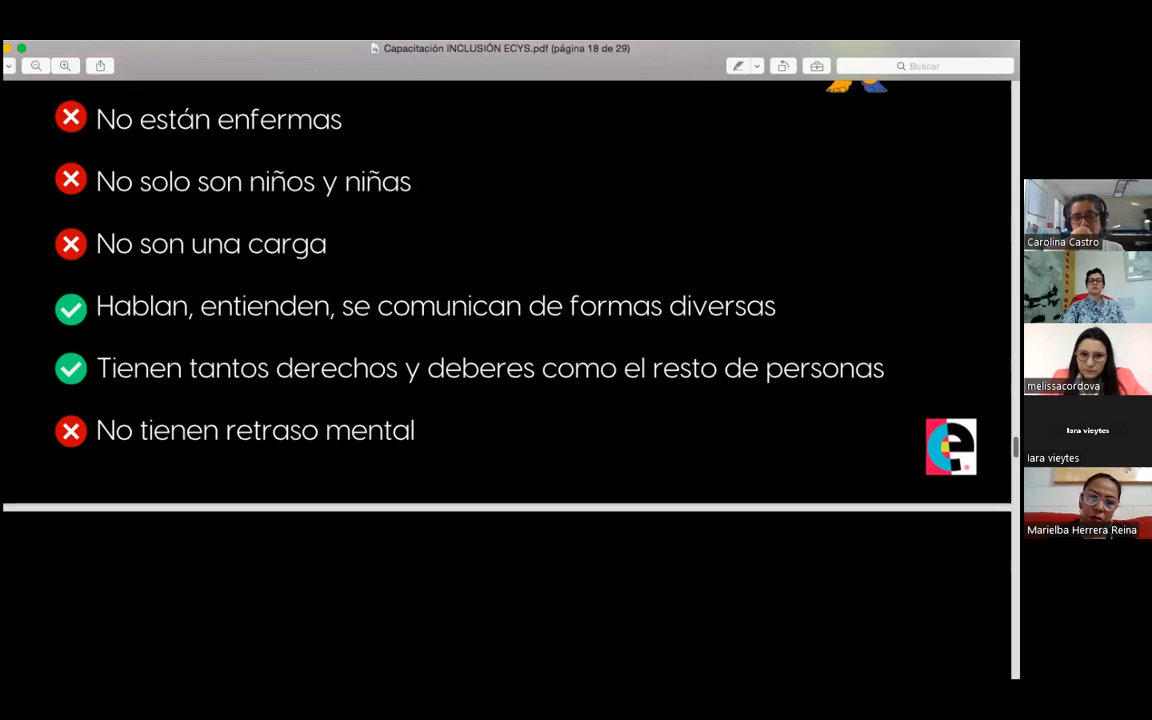 Capacitación INCLUSIÓN ECYS.pdf (página 18 de 29)
Buscar
No están enfermas
No solo son niños y niñas
No son una carga
Hablan, entienden, se comunican de formas diversas
Tienen tantos derechos y deberes como el resto de personas
No tienen retraso mental
e
Carolina Castro
melissacordova
lara vieytes
lara vieytes
Marielba Herrera Reina